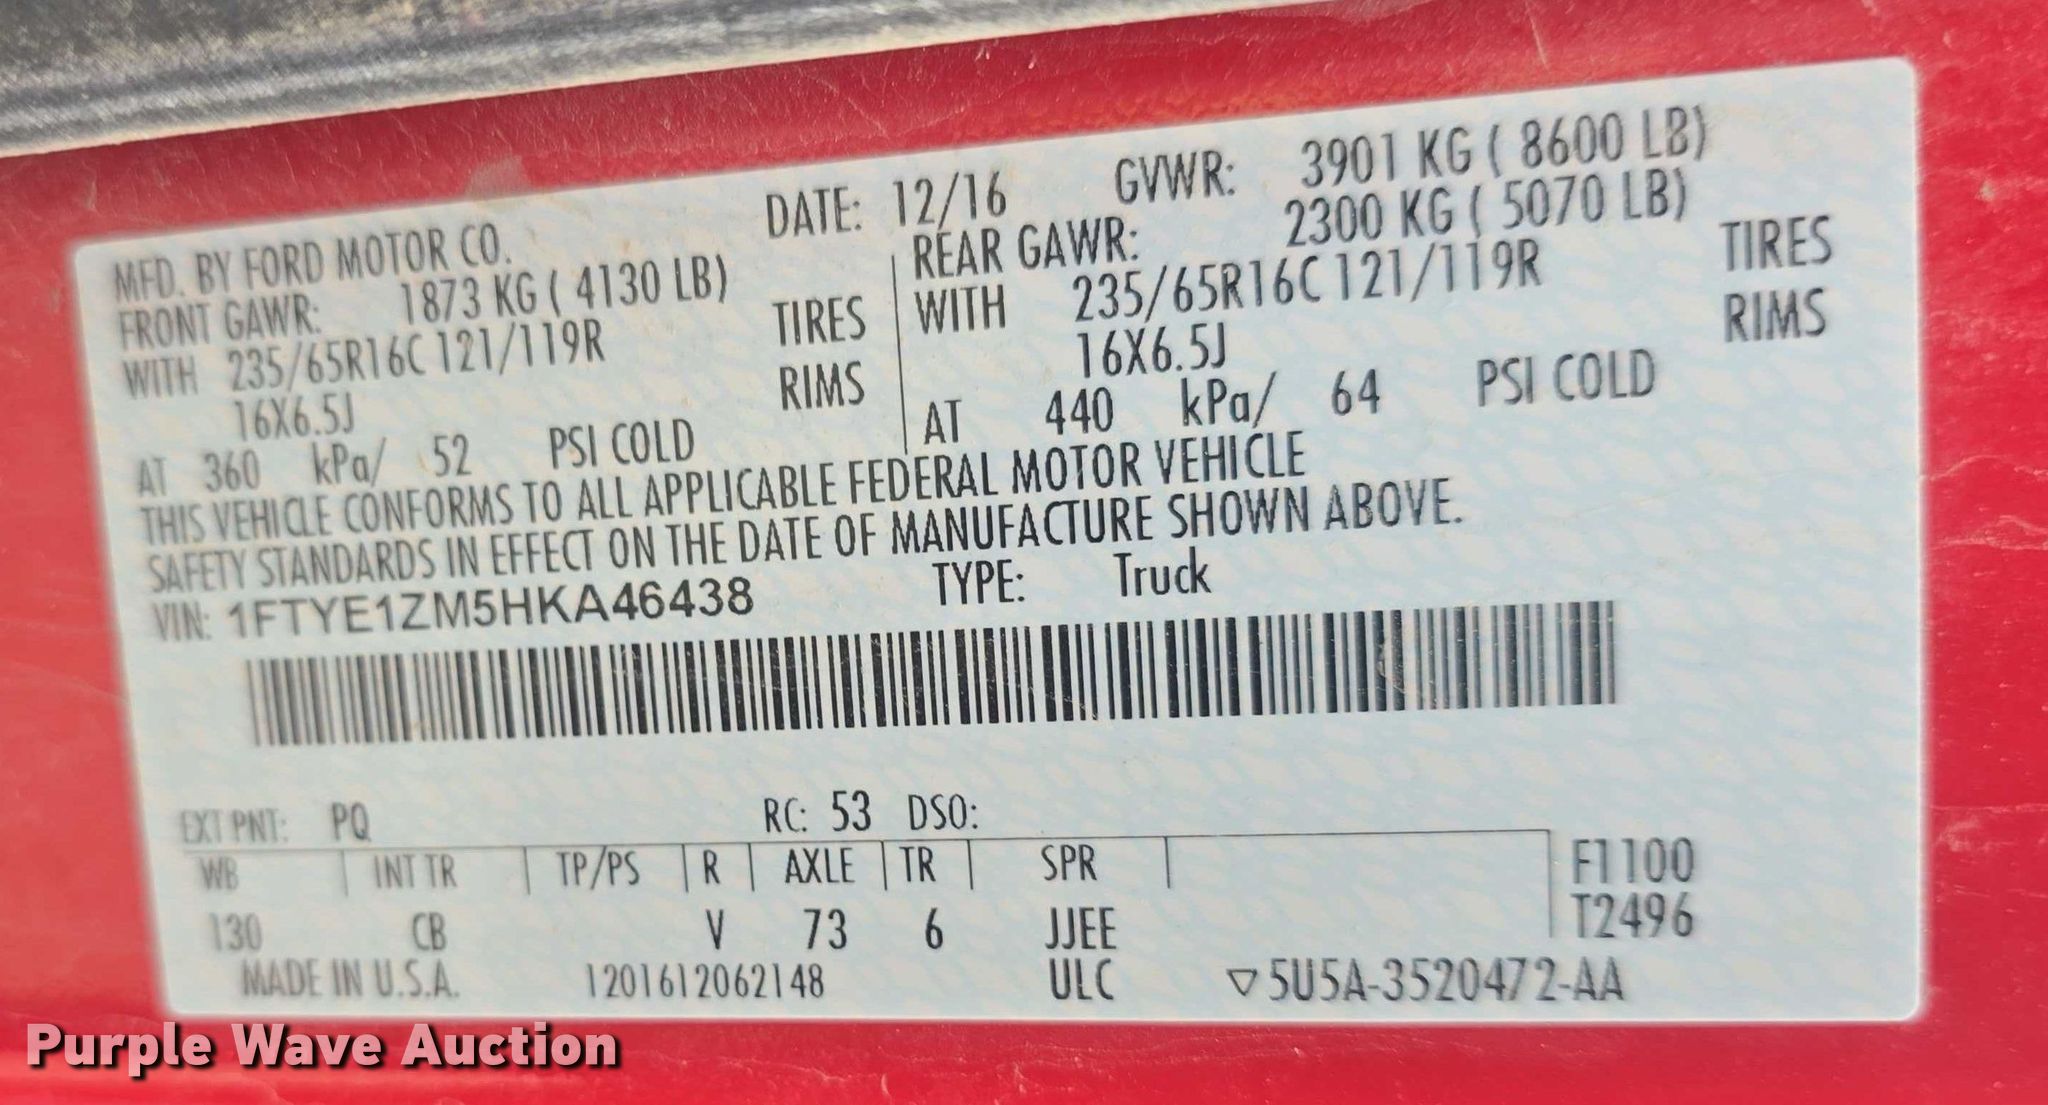 MFD. BY FORD MOTOR CO. DATE: 12/16 GVWR: 3901 KG ( 8600 LB)
FRONT GAWR: 1873 KG ( 4130 LB)
WITH 235/65R16C 121/119R TIRES
16X6.5J RIMS
AT 360 kPa/ 52 PSI COLD
REAR GAWR: 2300 KG ( 5070 LB)
WITH 235/65R16C 121/119R TIRES
16X6.5J RIMS
AT 440 kPa/ 64 PSI COLD
THIS VEHICLE CONFORMS TO ALL APPLICABLE FEDERAL MOTOR VEHICLE
SAFETY STANDARDS IN EFFECT ON THE DATE OF MANUFACTURE SHOWN ABOVE.
VIN: 1FTYE1ZM5HKA46438 TYPE: Truck
EXT PNT: PQ RC: 53 DSO:
WB INT TR TP/PS R AXLE TR SPR F1100
130 CB V 73 6 JJEE T2496
MADE IN U.S.A. 1201612062148 ULC ▽5U5A-3520472-AA
Purple Wave Auction